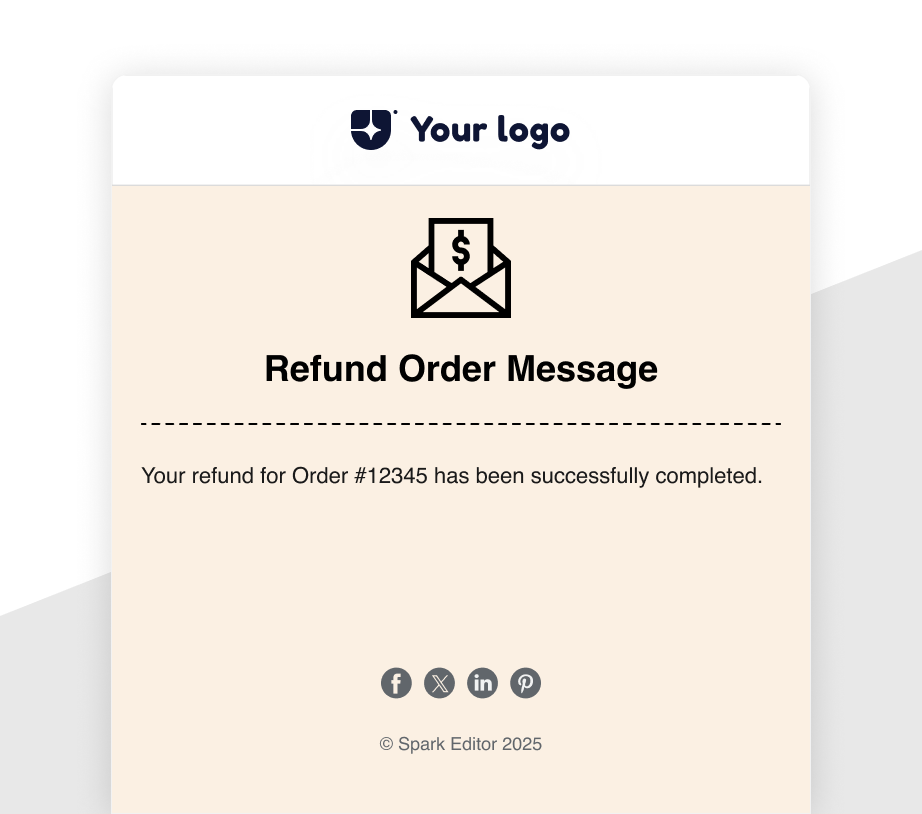 Your logo
$
Refund Order Message
Your refund for Order #12345 has been successfully completed.
© Spark Editor 2025